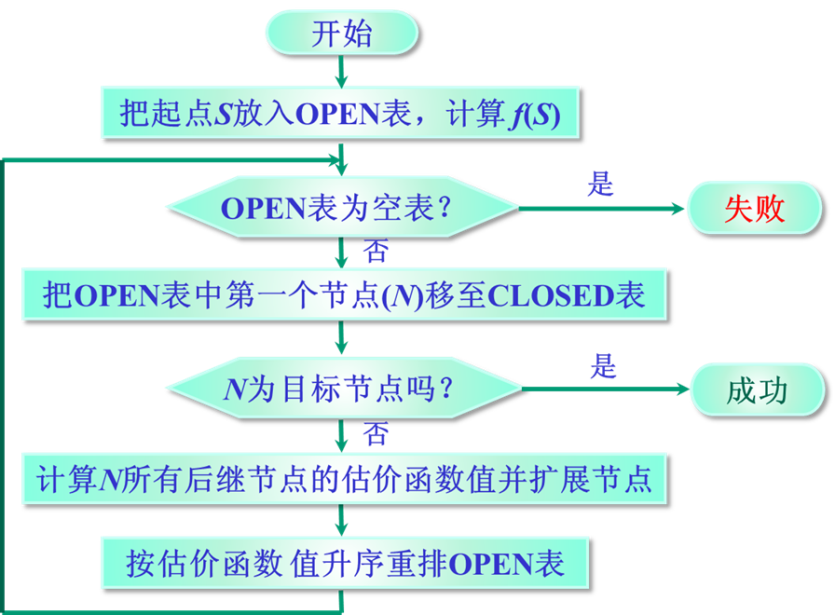 开始
把起点S放入OPEN表，计算 f(S)
OPEN表为空表？
是
失败
否
把OPEN表中第一个节点(N)移至CLOSED表
N为目标节点吗？
是
成功
否
计算N所有后继节点的估价函数值并扩展节点
按估价函数值升序重排OPEN表